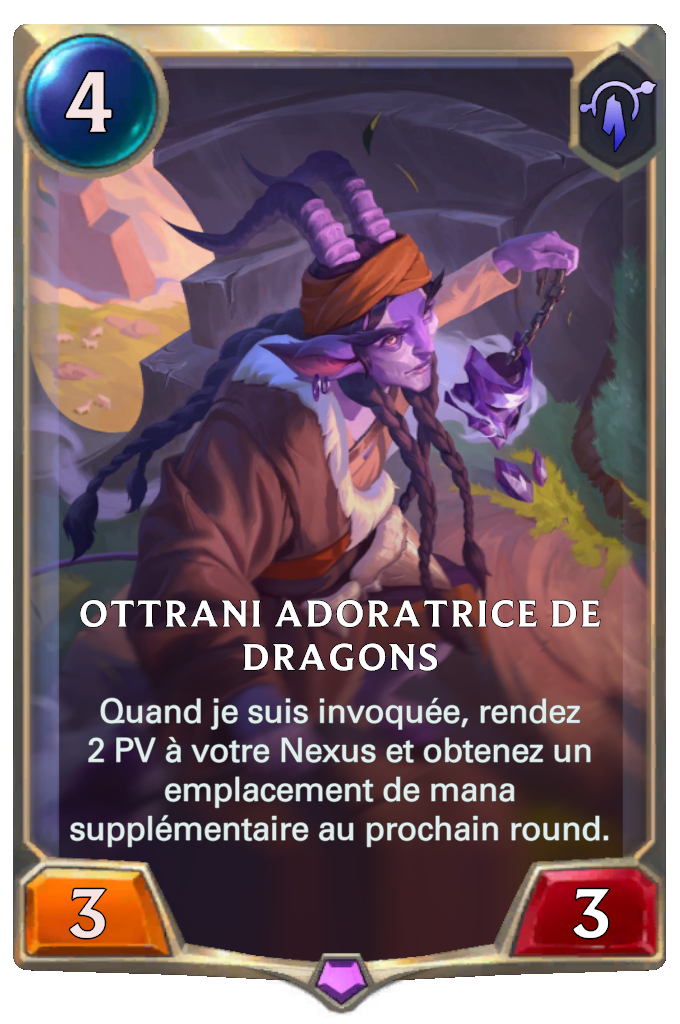 4
OTTRANI ADORATRICE DE
DRAGONS
Quand je suis invoquée, rendez
2 PV à votre Nexus et obtenez un
emplacement de mana
supplémentaire au prochain round.
3
3